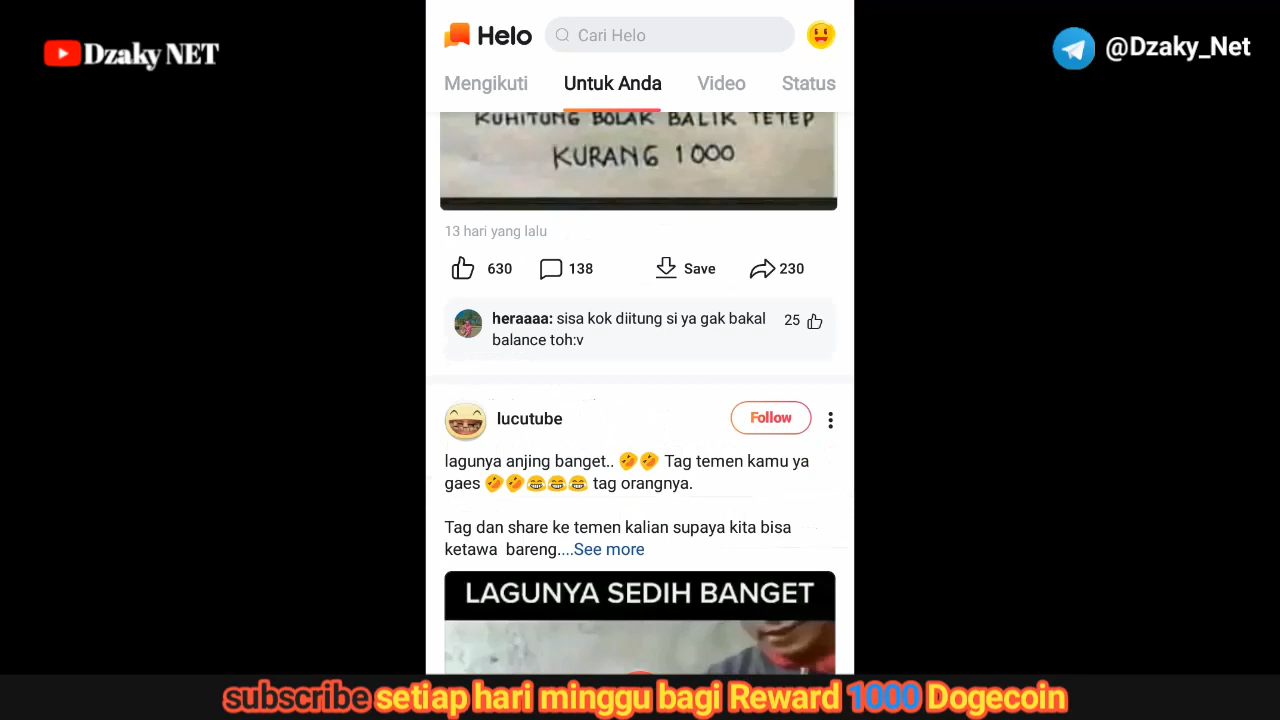 Dzaky NET
@Dzaky_Net
Helo
Cari Helo
Mengikuti
Untuk Anda
Video
Status
KUHITUNG BOLAK BALIK TETEP
KURANG 1000
13 hari yang lalu
630
138
Save
230
heraaaa: sisa kok diitung si ya gak bakal
balance toh:v
25
lucutube
Follow
lagunya anjing banget.. 🤣🤣 Tag temen kamu ya
gaes 🤣🤣😂😂😂 tag orangnya.
Tag dan share ke temen kalian supaya kita bisa
ketawa bareng....See more
LAGUNYA SEDIH BANGET
subscribe setiap hari minggu bagi Reward 1000 Dogecoin